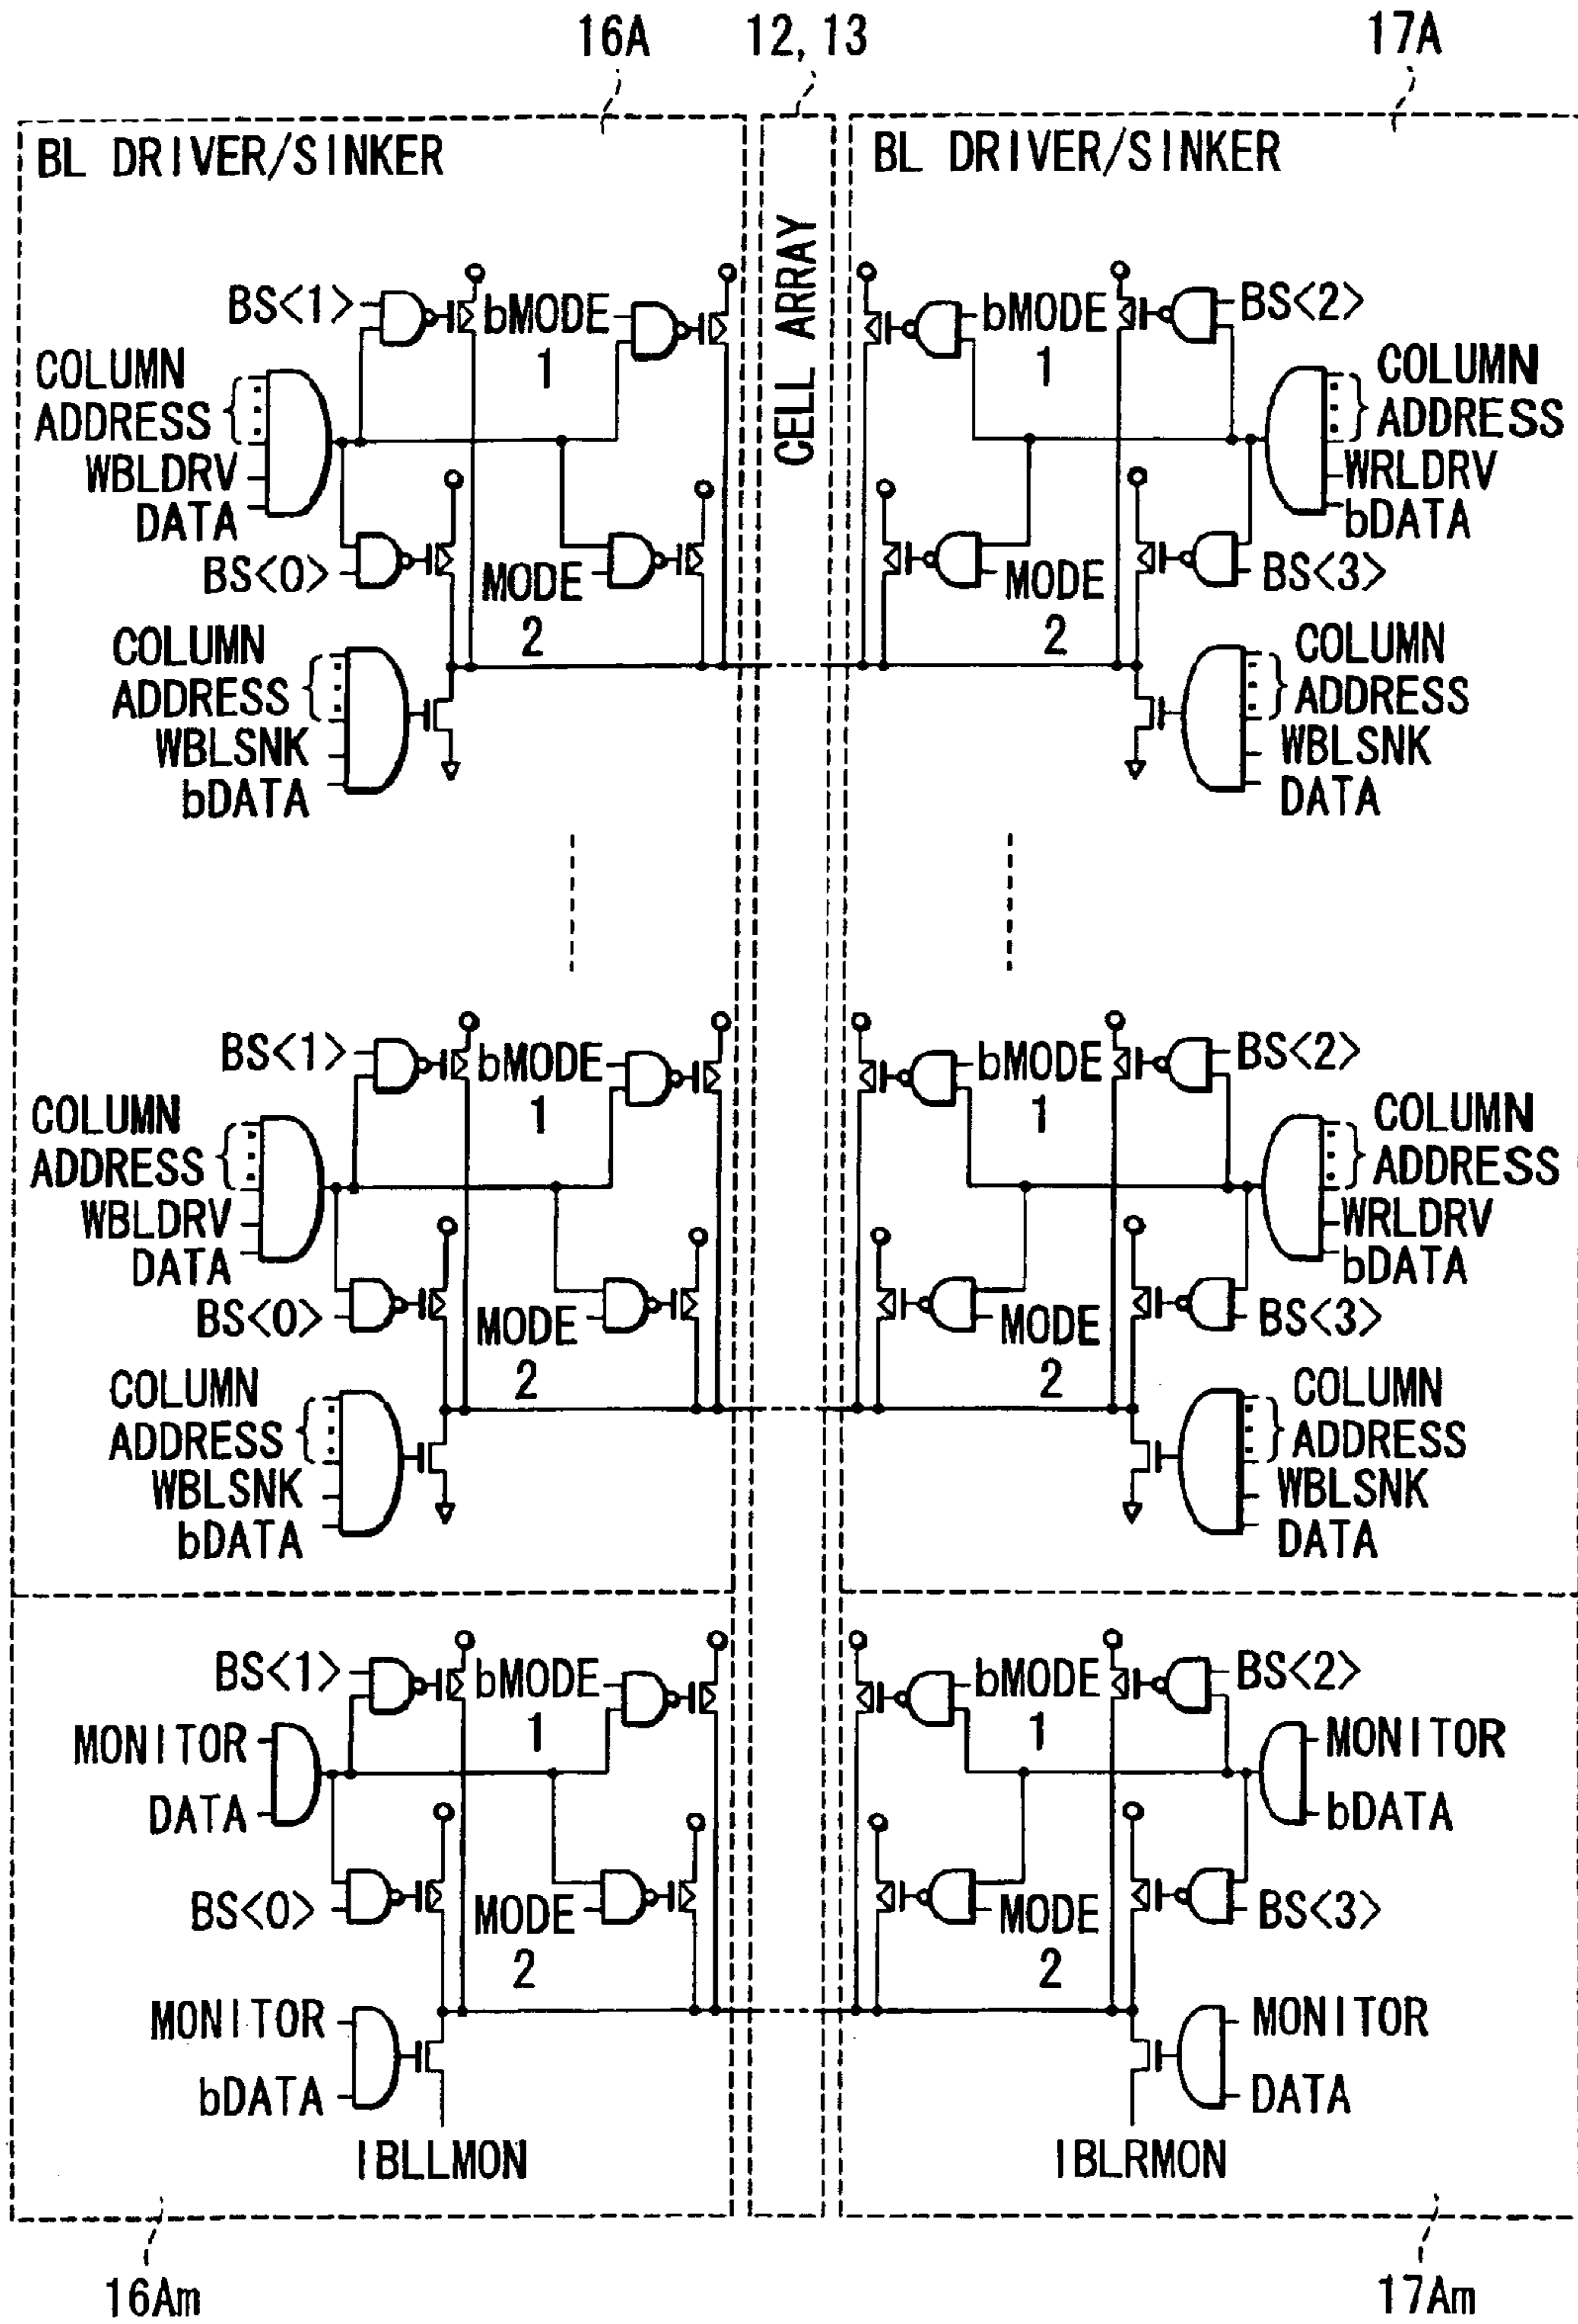 16A
12, 13
17A
BL DRIVER/SINKER
BL DRIVER/SINKER
CELL ARRAY
BS<1>
bMODE
1
bMODE
1
BS<2>
COLUMN
ADDRESS
WBLDRV
DATA
COLUMN
ADDRESS
WRLDRV
bDATA
BS<0>
MODE
2
MODE
2
BS<3>
COLUMN
ADDRESS
WBLSNK
bDATA
COLUMN
ADDRESS
WBLSNK
DATA
BS<1>
bMODE
1
bMODE
1
BS<2>
COLUMN
ADDRESS
WBLDRV
DATA
COLUMN
ADDRESS
WRLDRV
bDATA
BS<0>
MODE
2
MODE
2
BS<3>
COLUMN
ADDRESS
WBLSNK
bDATA
COLUMN
ADDRESS
WBLSNK
DATA
BS<1>
bMODE
1
bMODE
1
BS<2>
MONITOR
DATA
MONITOR
bDATA
BS<0>
MODE
2
MODE
2
BS<3>
MONITOR
bDATA
MONITOR
DATA
IBLLMON
IBLRMON
16Am
17Am